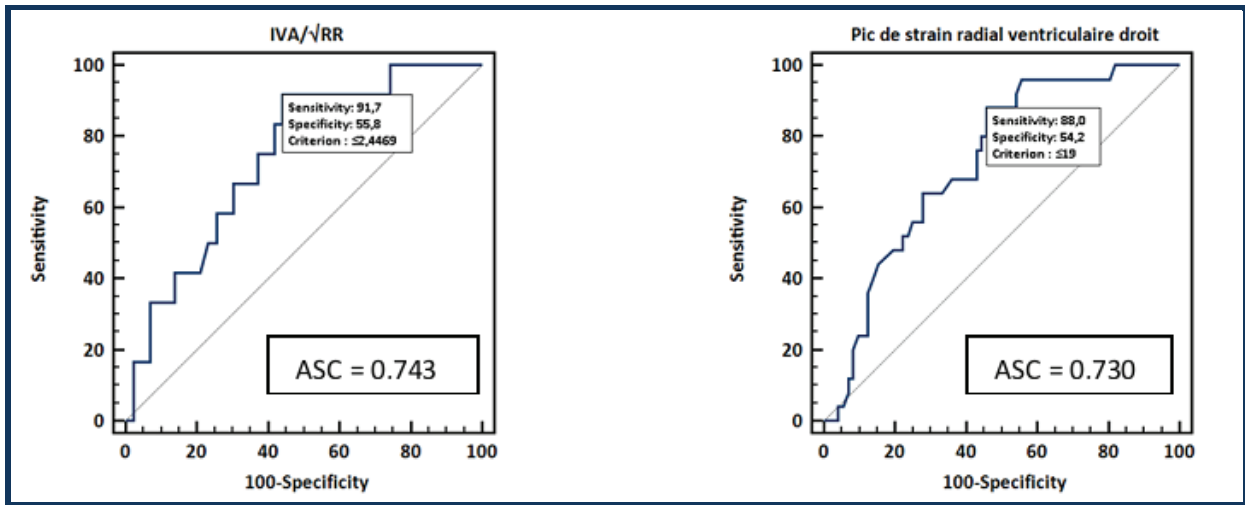 IVA/√RR
100
80
60
40
20
0
Sensitivity
Sensitivity: 91,7
Specificity: 55,8
Criterion : ≤2,4469
ASC = 0.743
0 20 40 60 80 100
100-Specificity
Pic de strain radial ventriculaire droit
100
80
60
40
20
0
Sensitivity
Sensitivity: 88,0
Specificity: 54,2
Criterion : ≤19
ASC = 0.730
0 20 40 60 80 100
100-Specificity